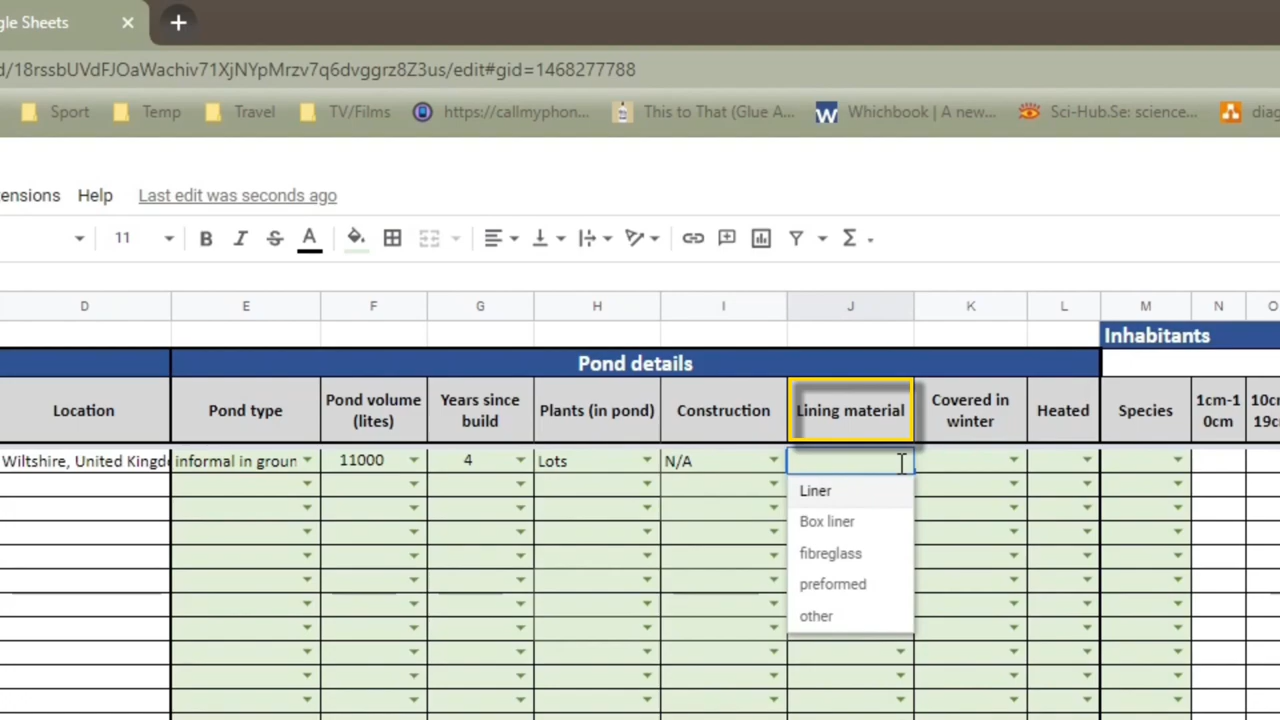 gle Sheets
d/18rssbUVdFJOaWachiv71XjNYpMrzv7q6dvggrz8Z3us/edit#gid=1468277788
Sport Temp Travel TV/Films https://callmyphon... This to That (Glue A... W Whichbook | A new... Sci-Hub.Se: science... diag
ensions Help Last edit was seconds ago
11 B I S A
D E F G H I J K L M N O
Inhabitants
Pond details
Location Pond type Pond volume (lites) Years since build Plants (in pond) Construction Lining material Covered in winter Heated Species 1cm-10cm 10cm 19cm
Wiltshire, United Kingdo informal in groun 11000 4 Lots N/A
Liner
Box liner
fibreglass
preformed
other